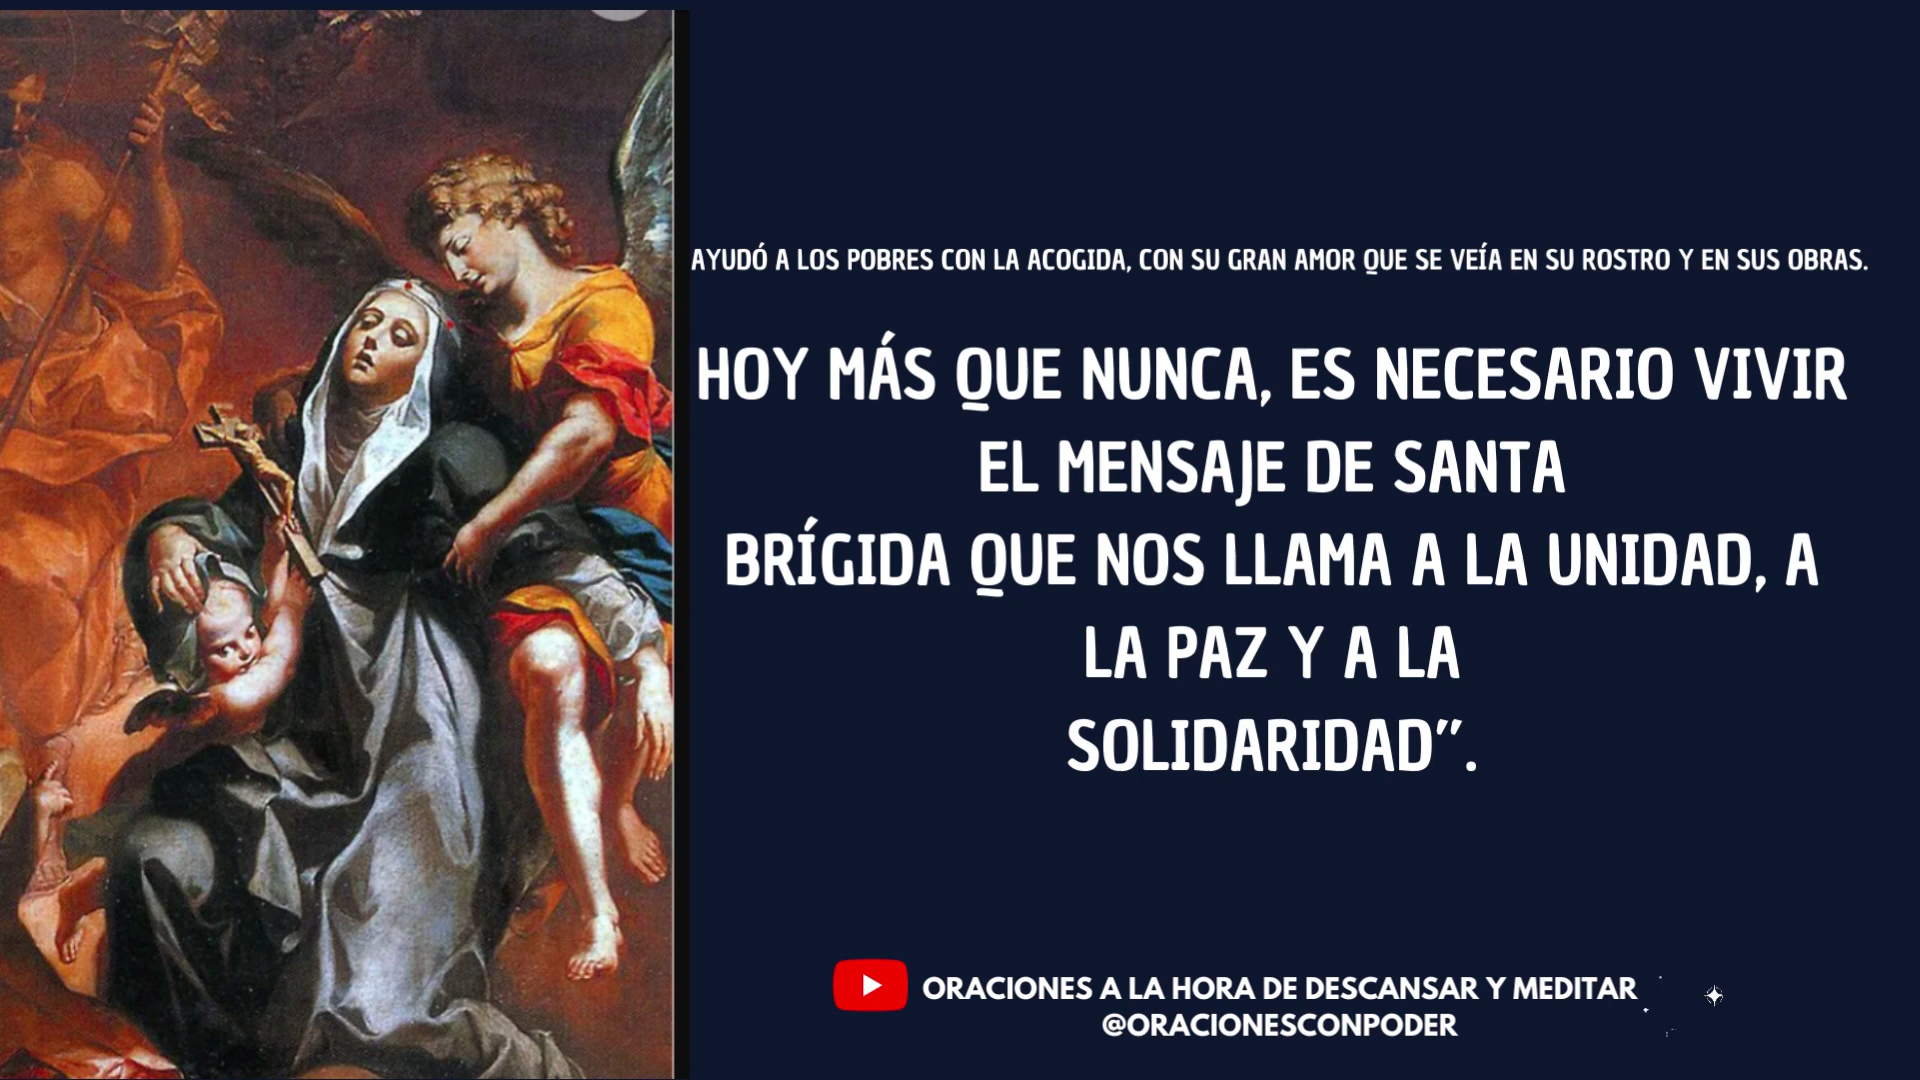 AYUDÓ A LOS POBRES CON LA ACOGIDA, CON SU GRAN AMOR QUE SE VEÍA EN SU ROSTRO Y EN SUS OBRAS.
HOY MÁS QUE NUNCA, ES NECESARIO VIVIR
EL MENSAJE DE SANTA
BRÍGIDA QUE NOS LLAMA A LA UNIDAD, A
LA PAZ Y A LA
SOLIDARIDAD”.
ORACIONES A LA HORA DE DESCANSAR Y MEDITAR
@ORACIONESCONPODER